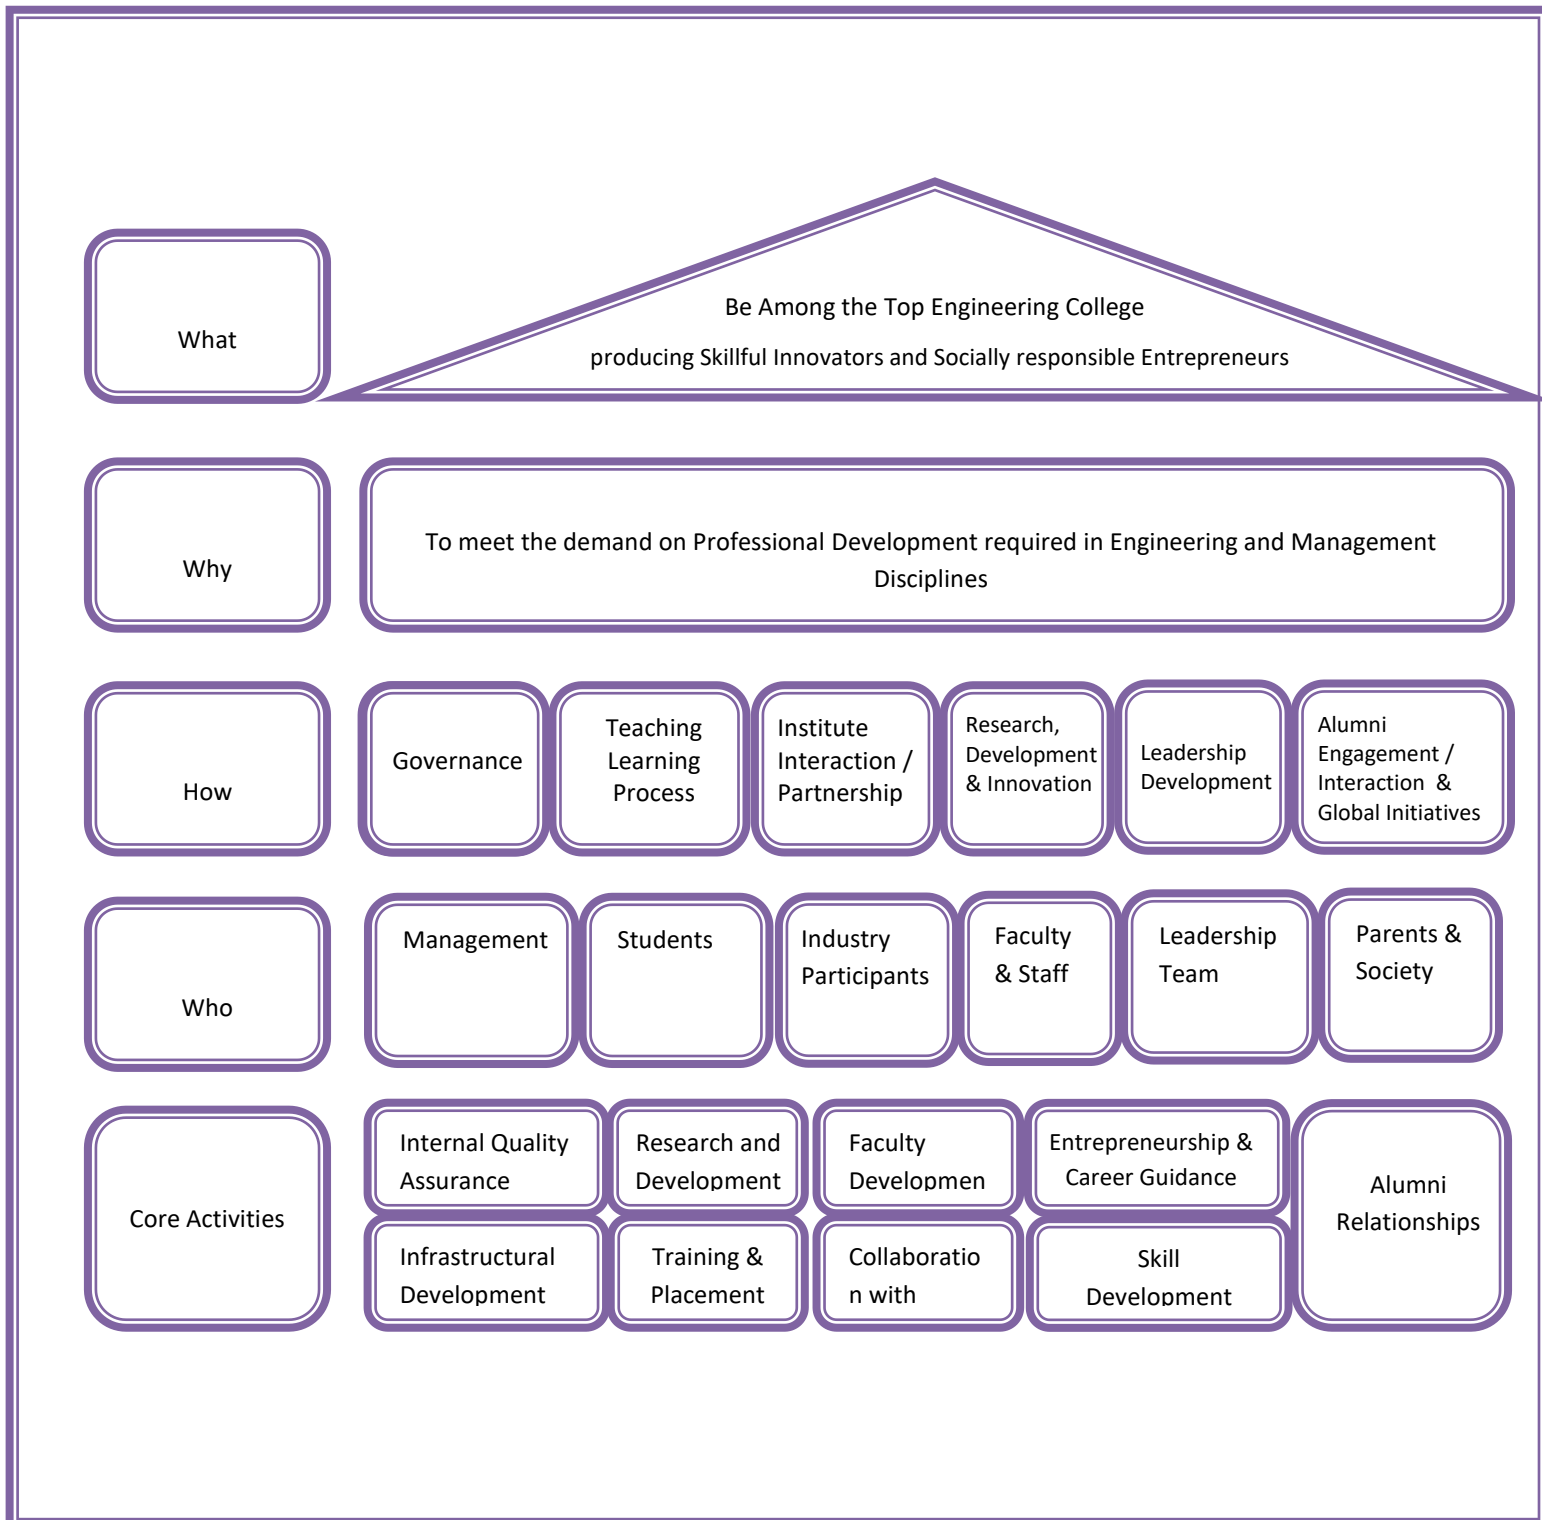 What
Be Among the Top Engineering College
producing Skillful Innovators and Socially responsible Entrepreneurs
Why
To meet the demand on Professional Development required in Engineering and Management
Disciplines
How
Governance
Teaching
Learning
Process
Institute
Interaction /
Partnership
Research,
Development
& Innovation
Leadership
Development
Alumni
Engagement /
Interaction &
Global Initiatives
Who
Management
Students
Industry
Participants
Faculty
& Staff
Leadership
Team
Parents &
Society
Core Activities
Internal Quality
Assurance
Research and
Development
Faculty
Developmen
Entrepreneurship &
Career Guidance
Infrastructural
Development
Training &
Placement
Collaboratio
n with
Skill
Development
Alumni
Relationships